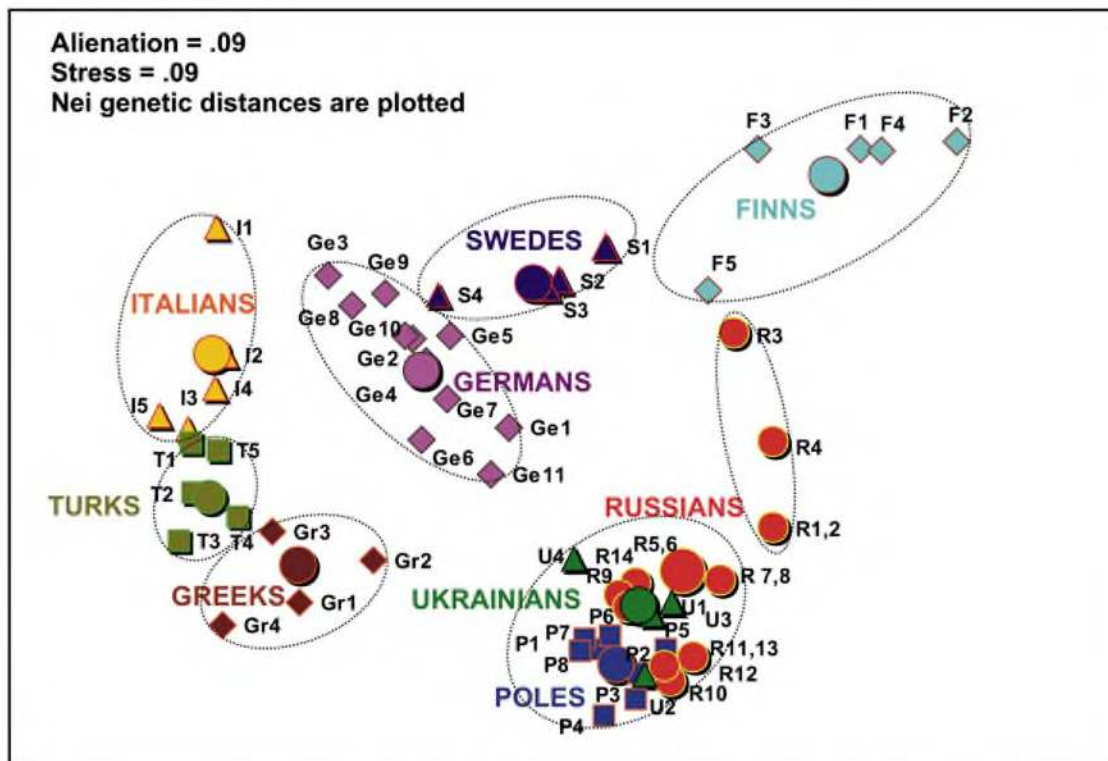 Alienation = .09
Stress = .09
Nei genetic distances are plotted
F3
F1
F4
F2
FINNS
F5
SWEDES
S1
S2
S3
S4
I1
ITALIANS
I2
I4
I3
I5
Ge3
Ge9
Ge8
Ge10
Ge5
Ge2
GERMANS
Ge4
Ge7
Ge1
Ge6
Ge11
R3
R4
R1,2
RUSSIANS
T1
T5
T2
TURKS
T3
T4
Gr3
Gr2
GREEKS
Gr1
Gr4
U4
R14
R5,6
R9
R 7,8
UKRAINIANS
U1
U3
P6
P7
P5
P1
P8
P2
R11,13
R12
R10
POLES
P3
U2
P4